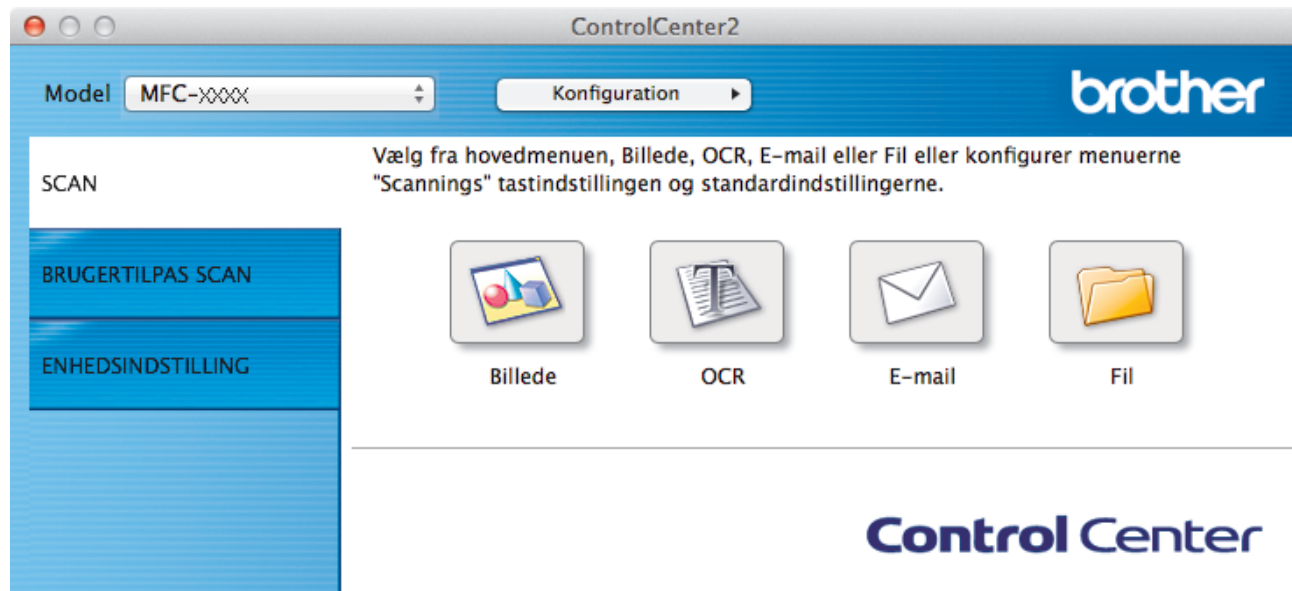 ControlCenter2
Model MFC-XXXX Konfiguration brother
SCAN
BRUGERTILPAS SCAN
ENHEDSINDSTILLING
Vælg fra hovedmenuen, Billede, OCR, E-mail eller Fil eller konfigurer menuerne
"Scannings" tastindstillingen og standardindstillingerne.
Billede OCR E-mail Fil
Control Center